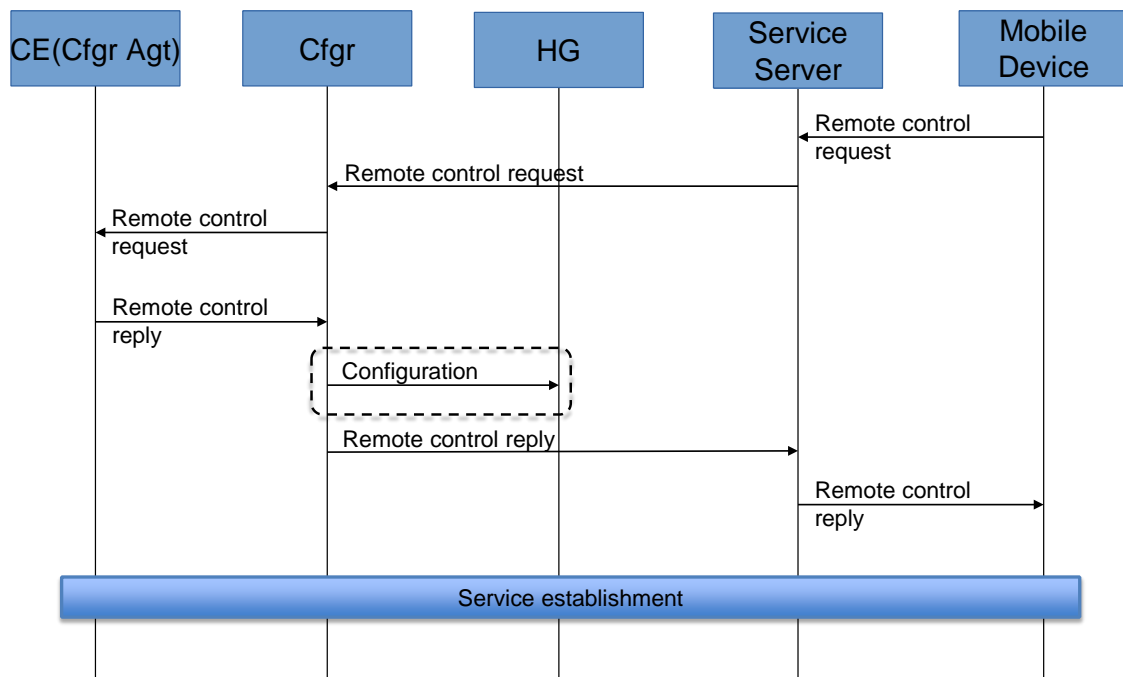 CE(Cfgr Agt)
Cfgr
HG
Service
Server
Mobile
Device
Remote control
request
Remote control request
Remote control
request
Remote control
reply
Configuration
Remote control reply
Remote control
reply
Service establishment